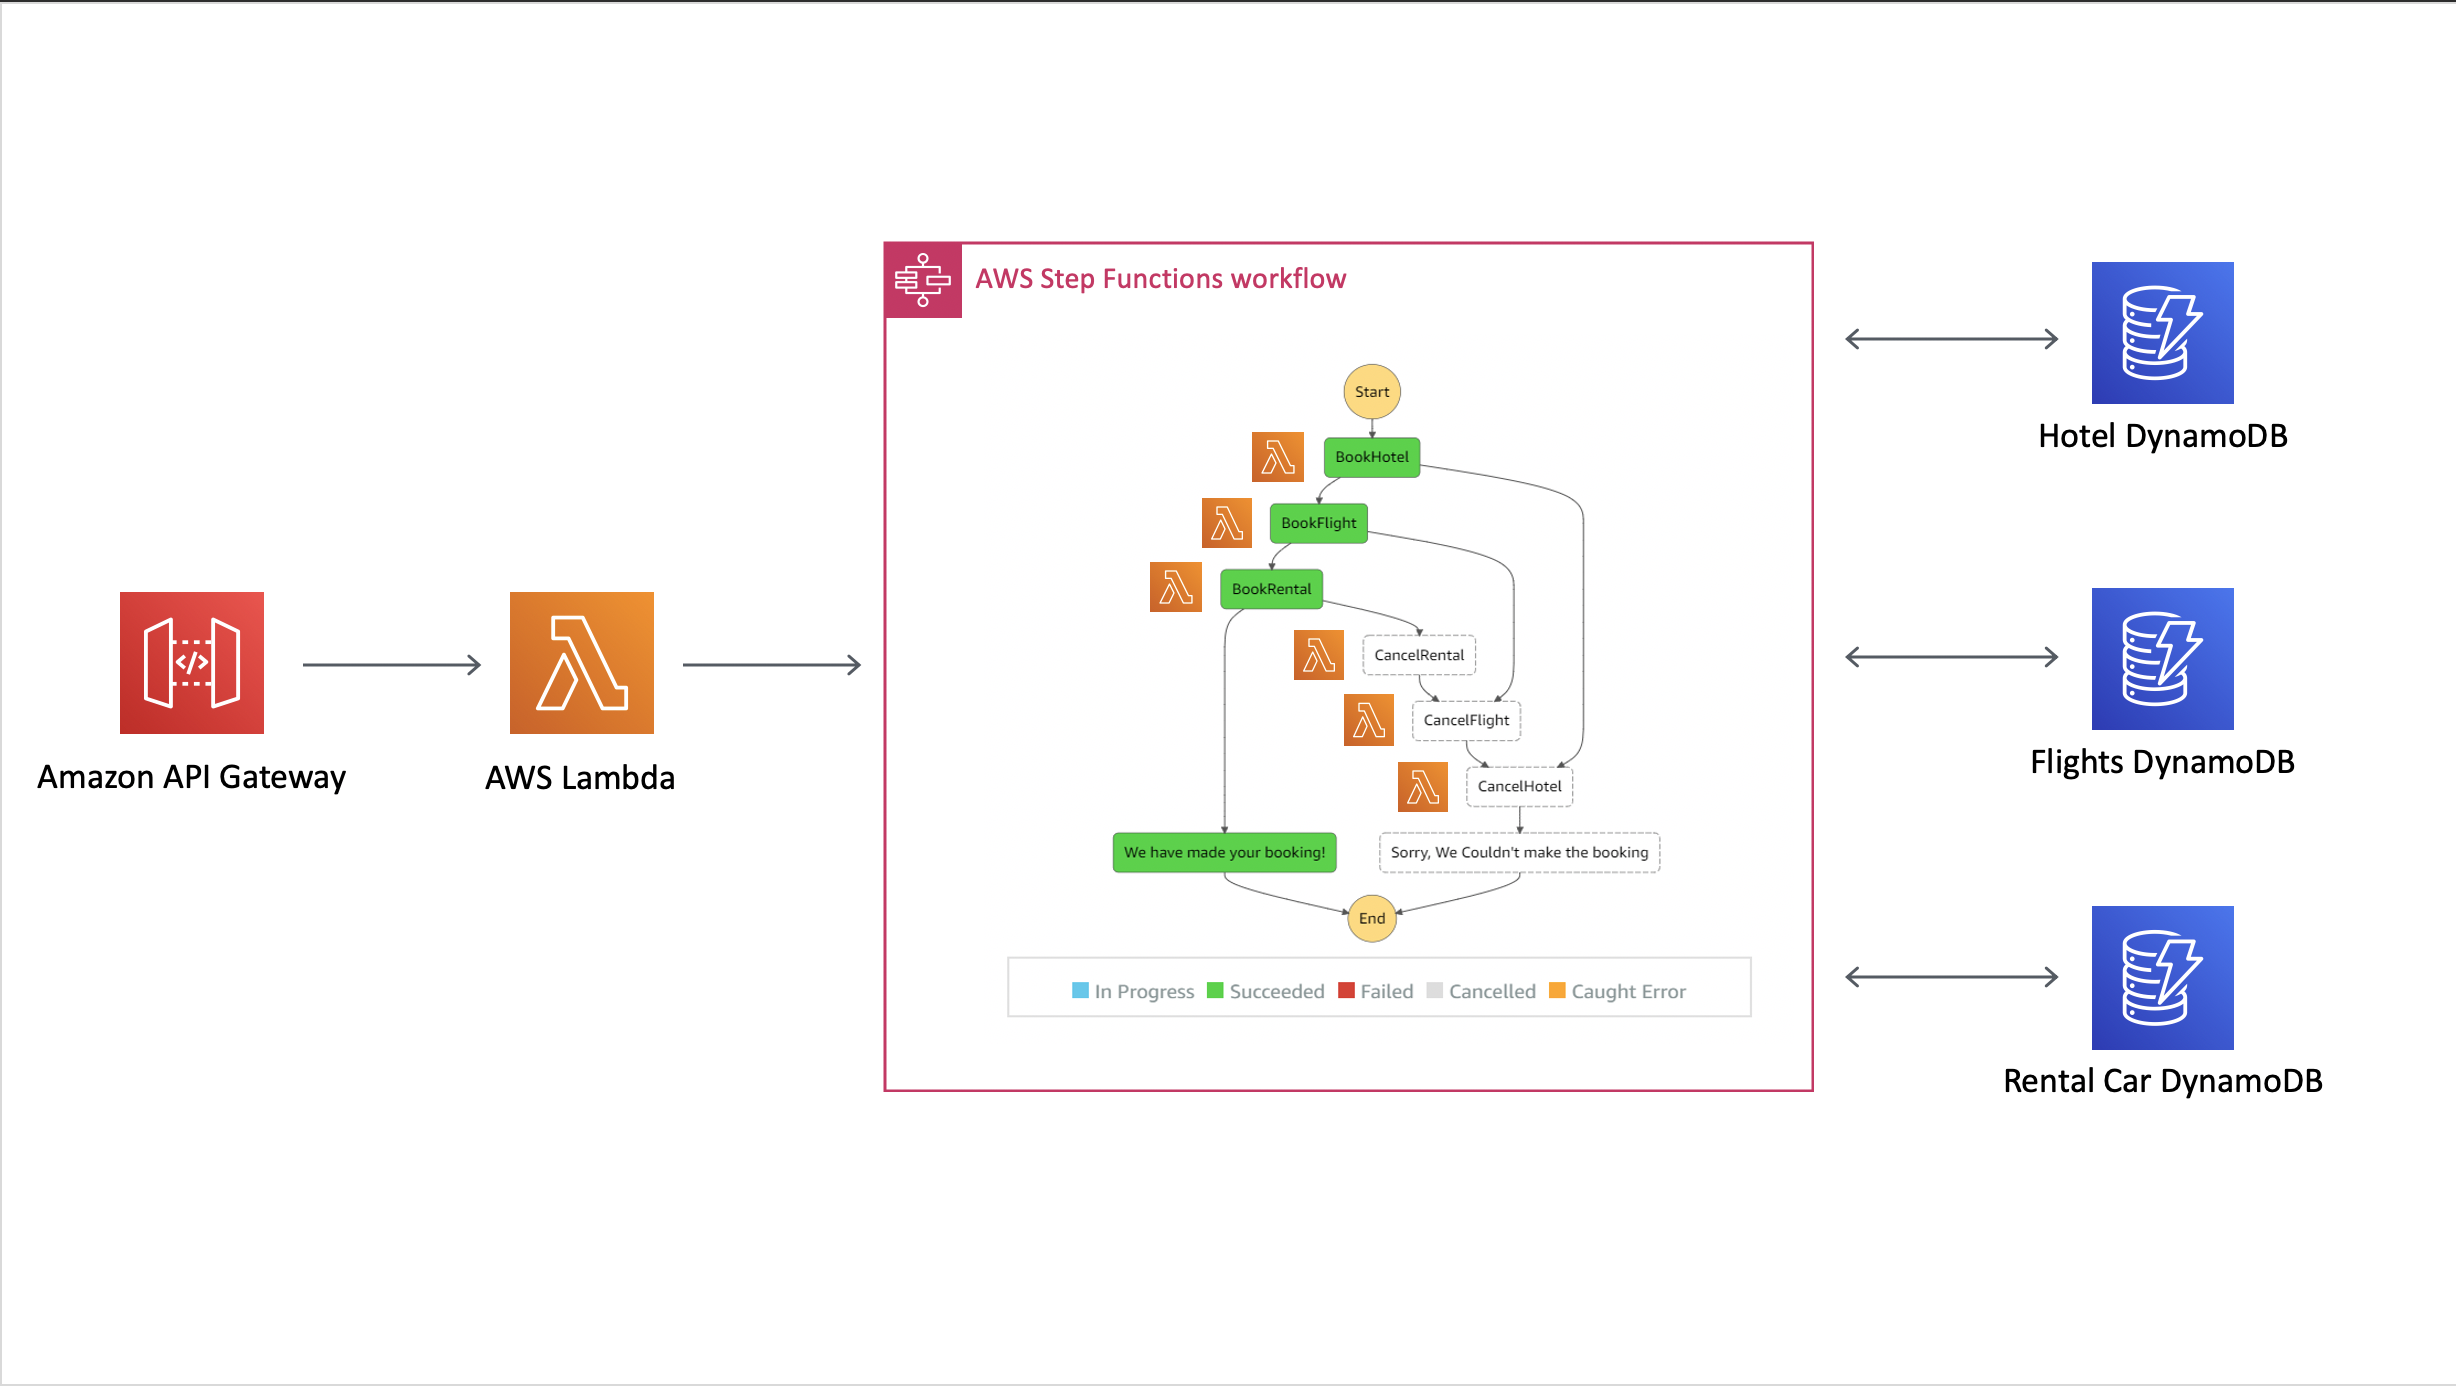 AWS Step Functions workflow
Start
BookHotel
BookFlight
BookRental
CancelRental
CancelFlight
CancelHotel
We have made your booking!
Sorry, We Couldn't make the booking
End
In Progress Succeeded Failed Cancelled Caught Error
</>
Amazon API Gateway
AWS Lambda
Hotel DynamoDB
Flights DynamoDB
Rental Car DynamoDB